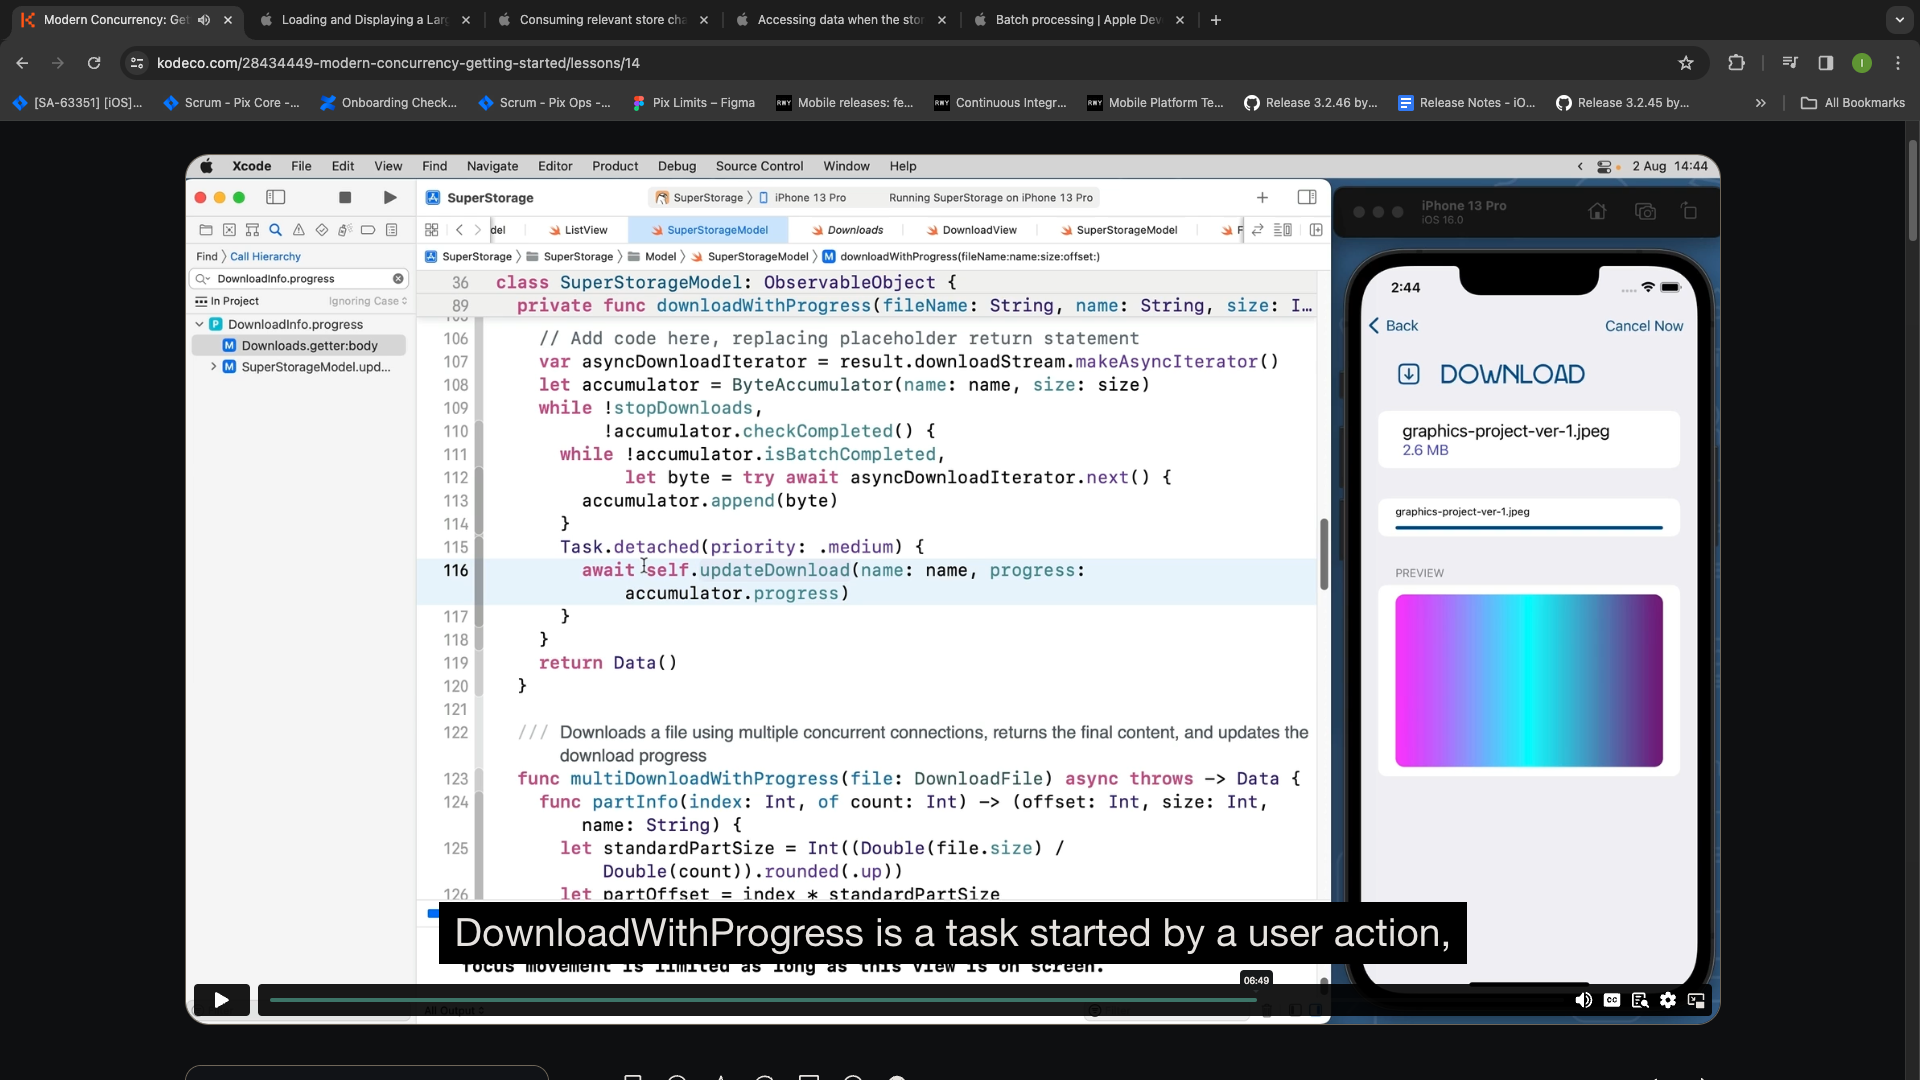 Modern Concurrency: Get
Loading and Displaying a Lar
Consuming relevant store cha
Accessing data when the stor
Batch processing | Apple Dev
kodeco.com/28434449-modern-concurrency-getting-started/lessons/14
[SA-63351] [iOS]...
Scrum - Pix Core -...
Onboarding Check...
Scrum - Pix Ops -...
Pix Limits – Figma
Mobile releases: fe...
Continuous Integr...
Mobile Platform Te...
Release 3.2.46 by...
Release Notes - iO...
Release 3.2.45 by...
All Bookmarks
Xcode File Edit View Find Navigate Editor Product Debug Source Control Window Help
2 Aug 14:44
SuperStorage
SuperStorage iPhone 13 Pro
Running SuperStorage on iPhone 13 Pro
iPhone 13 Pro
iOS 16.0
del ListView SuperStorageModel Downloads DownloadView SuperStorageModel F
Find Call Hierarchy
SuperStorage SuperStorage Model SuperStorageModel downloadWithProgress(fileName:name:size:offset:)
DownloadInfo.progress
In Project Ignoring Case
DownloadInfo.progress
Downloads.getter:body
SuperStorageModel.upd...
36 class SuperStorageModel: ObservableObject {
89 private func downloadWithProgress(fileName: String, name: String, size: I...
106 // Add code here, replacing placeholder return statement
107 var asyncDownloadIterator = result.downloadStream.makeAsyncIterator()
108 let accumulator = ByteAccumulator(name: name, size: size)
109 while !stopDownloads,
110 !accumulator.checkCompleted() {
111 while !accumulator.isBatchCompleted,
112 let byte = try await asyncDownloadIterator.next() {
113 accumulator.append(byte)
114 }
115 Task.detached(priority: .medium) {
116 await self.updateDownload(name: name, progress:
accumulator.progress)
117 }
118 }
119 return Data()
120 }
121
122 /// Downloads a file using multiple concurrent connections, returns the final content, and updates the
download progress
123 func multiDownloadWithProgress(file: DownloadFile) async throws -> Data {
124 func partInfo(index: Int, of count: Int) -> (offset: Int, size: Int,
name: String) {
125 let standardPartSize = Int((Double(file.size) /
Double(count)).rounded(.up))
126 let partOffset = index * standardPartSize
2:44
Back
Cancel Now
DOWNLOAD
graphics-project-ver-1.jpeg
2.6 MB
graphics-project-ver-1.jpeg
PREVIEW
DownloadWithProgress is a task started by a user action,
focus movement is limited as long as this view is on screen.
06:49
All Output